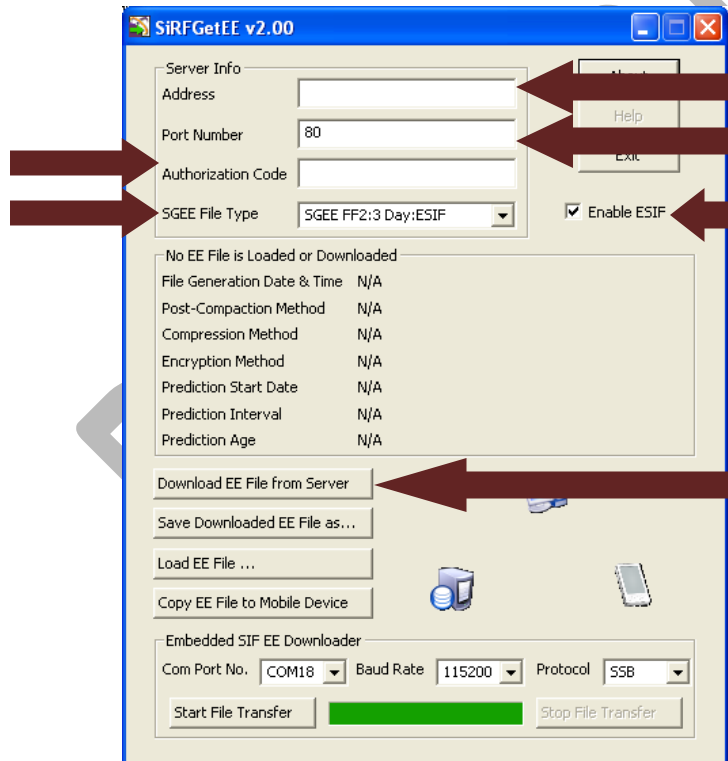 SiRFGetEE v2.00
Server Info
Address
Port Number 80
Help
Exit
Authorization Code
SGEE File Type SGEE FF2:3 Day:ESIF Enable ESIF
No EE File is Loaded or Downloaded
File Generation Date & Time N/A
Post-Compaction Method N/A
Compression Method N/A
Encryption Method N/A
Prediction Start Date N/A
Prediction Interval N/A
Prediction Age N/A
Download EE File from Server
Save Downloaded EE File as...
Load EE File ...
Copy EE File to Mobile Device
Embedded SIF EE Downloader
Com Port No. COM18 Baud Rate 115200 Protocol SSB
Start File Transfer Stop File Transfer